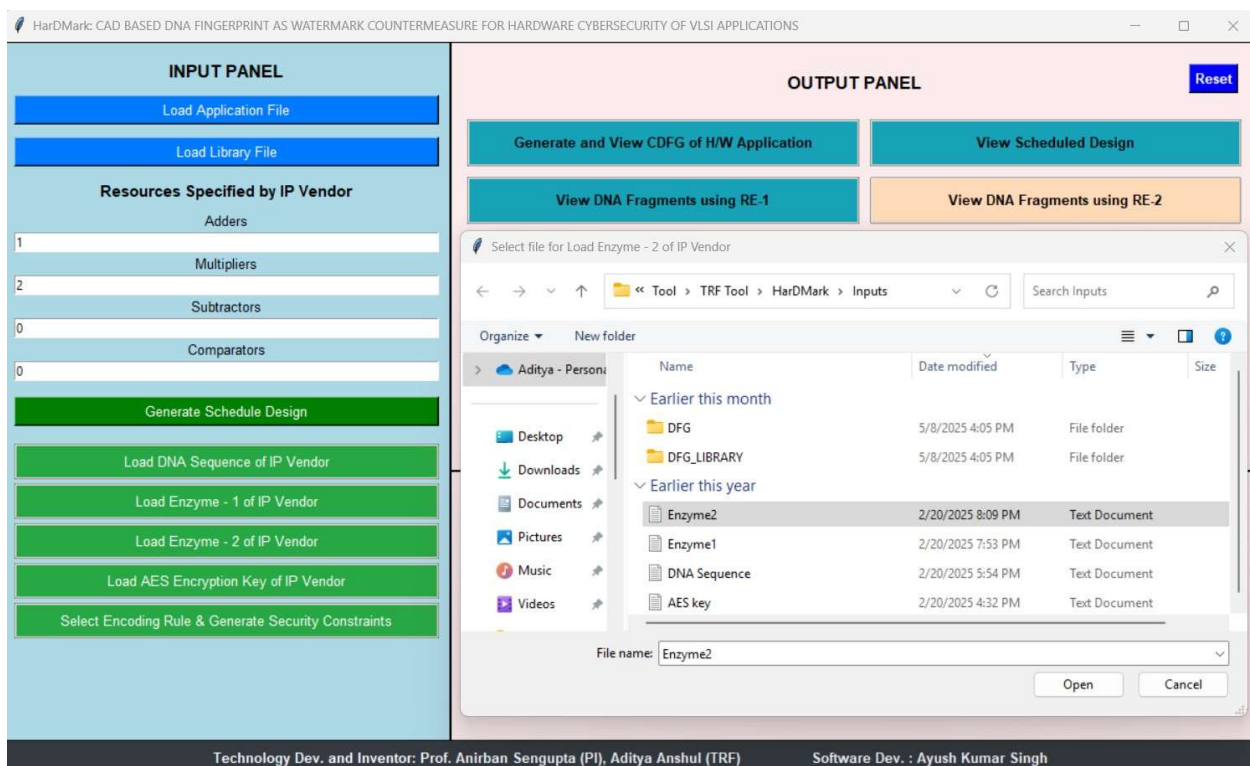 HarDMark: CAD BASED DNA FINGERPRINT AS WATERMARK COUNTERMEASURE FOR HARDWARE CYBERSECURITY OF VLSI APPLICATIONS
INPUT PANEL
Load Application File
Load Library File
Resources Specified by IP Vendor
Adders
1
Multipliers
2
Subtractors
0
Comparators
0
Generate Schedule Design
Load DNA Sequence of IP Vendor
Load Enzyme - 1 of IP Vendor
Load Enzyme - 2 of IP Vendor
Load AES Encryption Key of IP Vendor
Select Encoding Rule & Generate Security Constraints
OUTPUT PANEL
Reset
Generate and View CDFG of H/W Application
View Scheduled Design
View DNA Fragments using RE-1
View DNA Fragments using RE-2
Select file for Load Enzyme - 2 of IP Vendor
« Tool › TRF Tool › HarDMark › Inputs
Search Inputs
Organize
New folder
Aditya - Persona
Desktop
Downloads
Documents
Pictures
Music
Videos
Name Date modified Type Size
Earlier this month
DFG 5/8/2025 4:05 PM File folder
DFG_LIBRARY 5/8/2025 4:05 PM File folder
Earlier this year
Enzyme2 2/20/2025 8:09 PM Text Document
Enzyme1 2/20/2025 7:53 PM Text Document
DNA Sequence 2/20/2025 5:54 PM Text Document
AES key 2/20/2025 4:32 PM Text Document
File name: Enzyme2
Open
Cancel
Technology Dev. and Inventor: Prof. Anirban Sengupta (PI), Aditya Anshul (TRF) Software Dev. : Ayush Kumar Singh